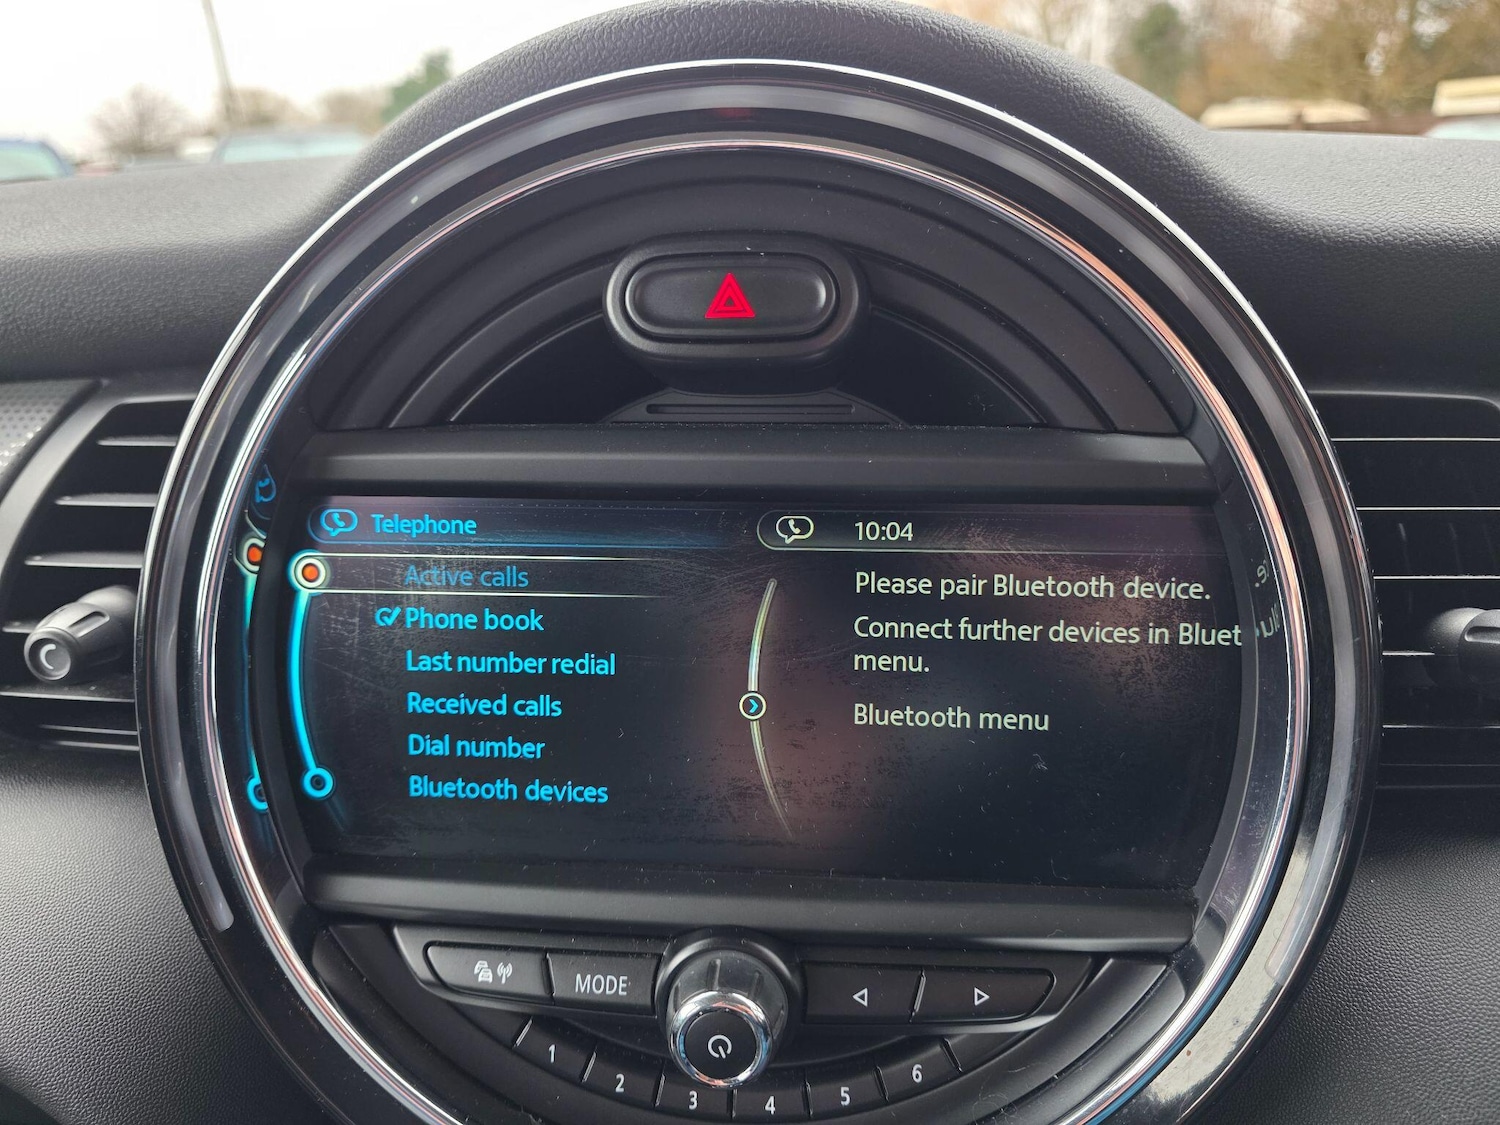 Telephone
Active calls
Phone book
Last number redial
Received calls
Dial number
Bluetooth devices
10:04
Please pair Bluetooth device.
Connect further devices in Bluet
menu.
Bluetooth menu
MODE
1
2
3
4
5
6